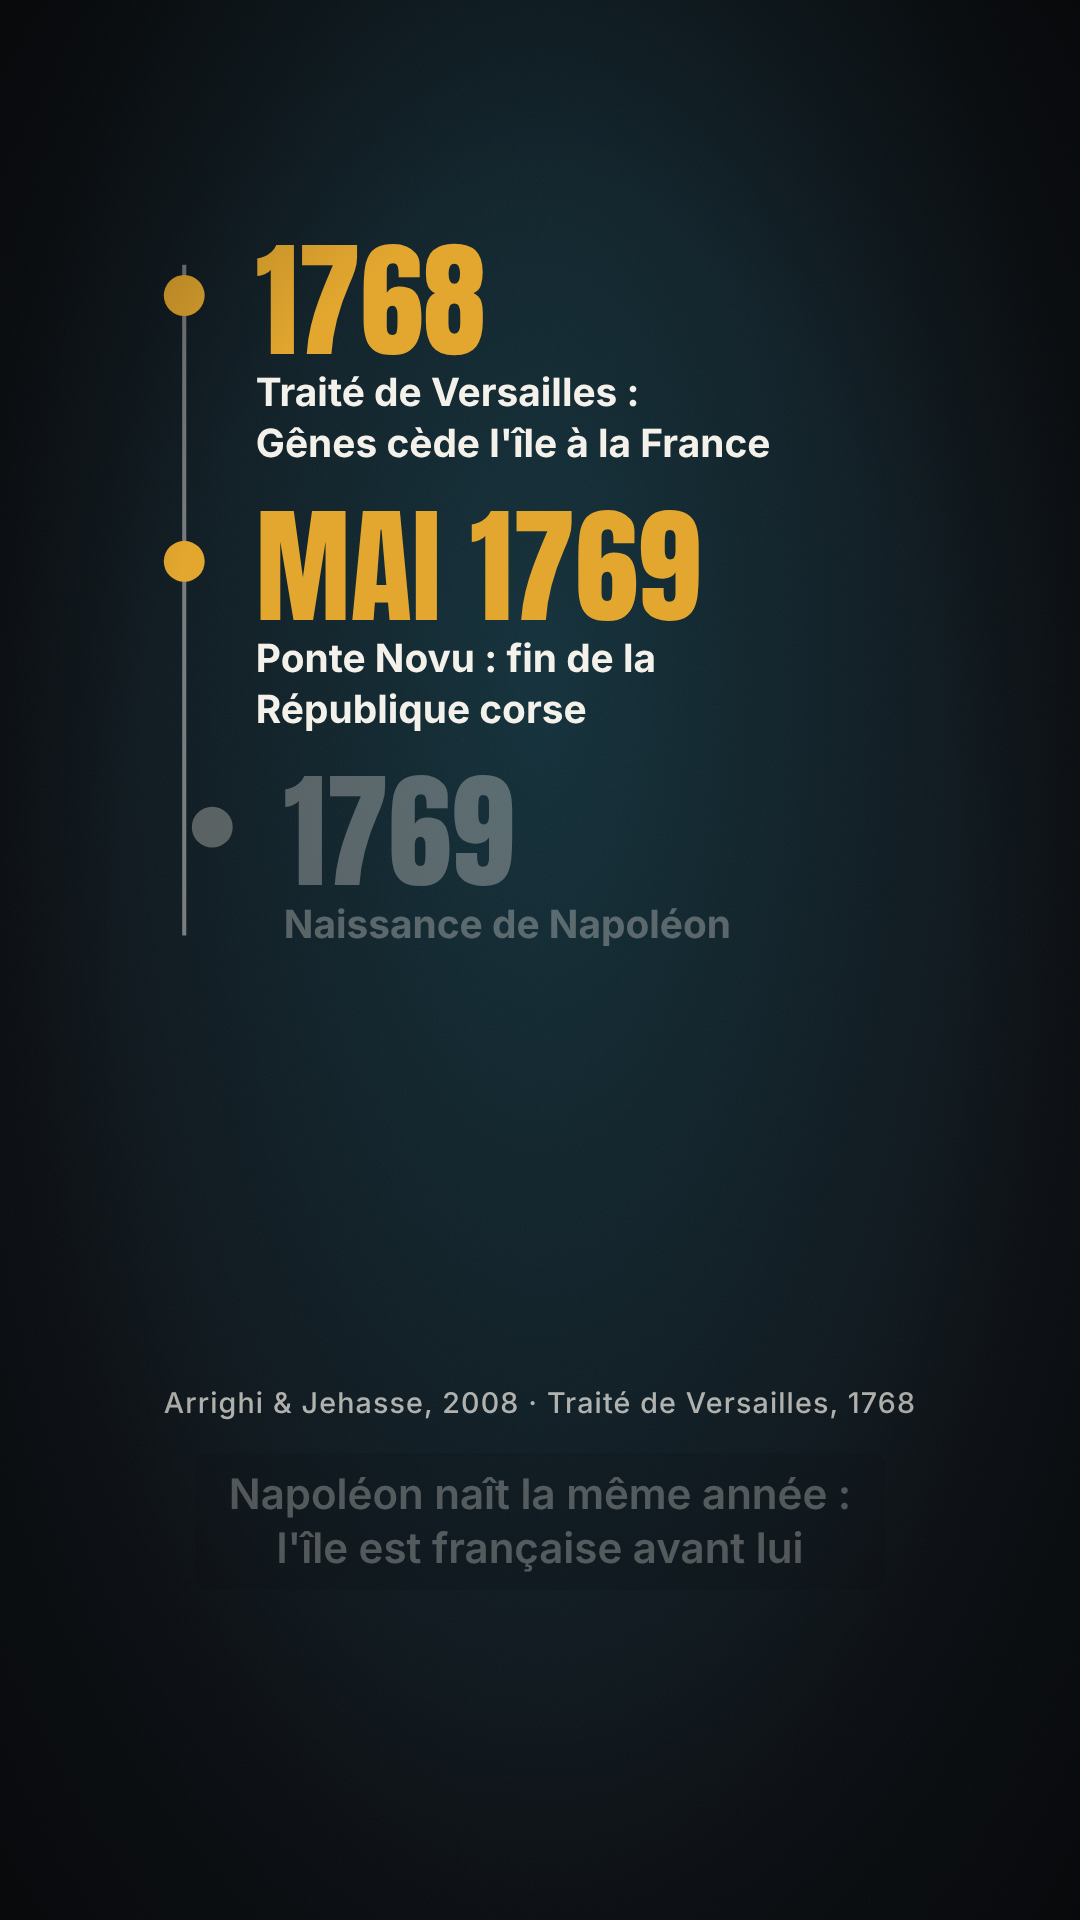 1768
Traité de Versailles :
Gênes cède l'île à la France
MAI 1769
Ponte Novu : fin de la
République corse
1769
Naissance de Napoléon
Arrighi & Jehasse, 2008 · Traité de Versailles, 1768
Napoléon naît la même année :
l'île est française avant lui